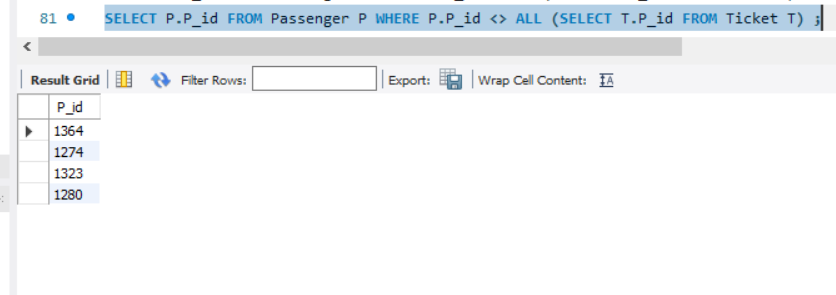 81 SELECT P.P_id FROM Passenger P WHERE P.P_id <> ALL (SELECT T.P_id FROM Ticket T) ;
Result Grid Filter Rows: Export: Wrap Cell Content: IA
P_id
1364
1274
1323
1280